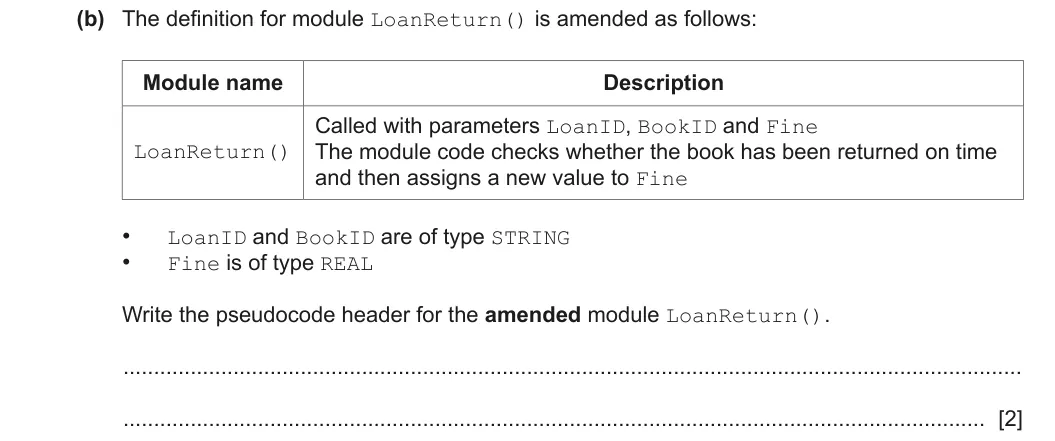 (b) The definition for module LoanReturn() is amended as follows:
Module name Description
LoanReturn() Called with parameters LoanID, BookID and Fine
The module code checks whether the book has been returned on time
and then assigns a new value to Fine
• LoanID and BookID are of type STRING
• Fine is of type REAL
Write the pseudocode header for the amended module LoanReturn().
..........................................................................................................................................................
.................................................................................................................................................... [2]